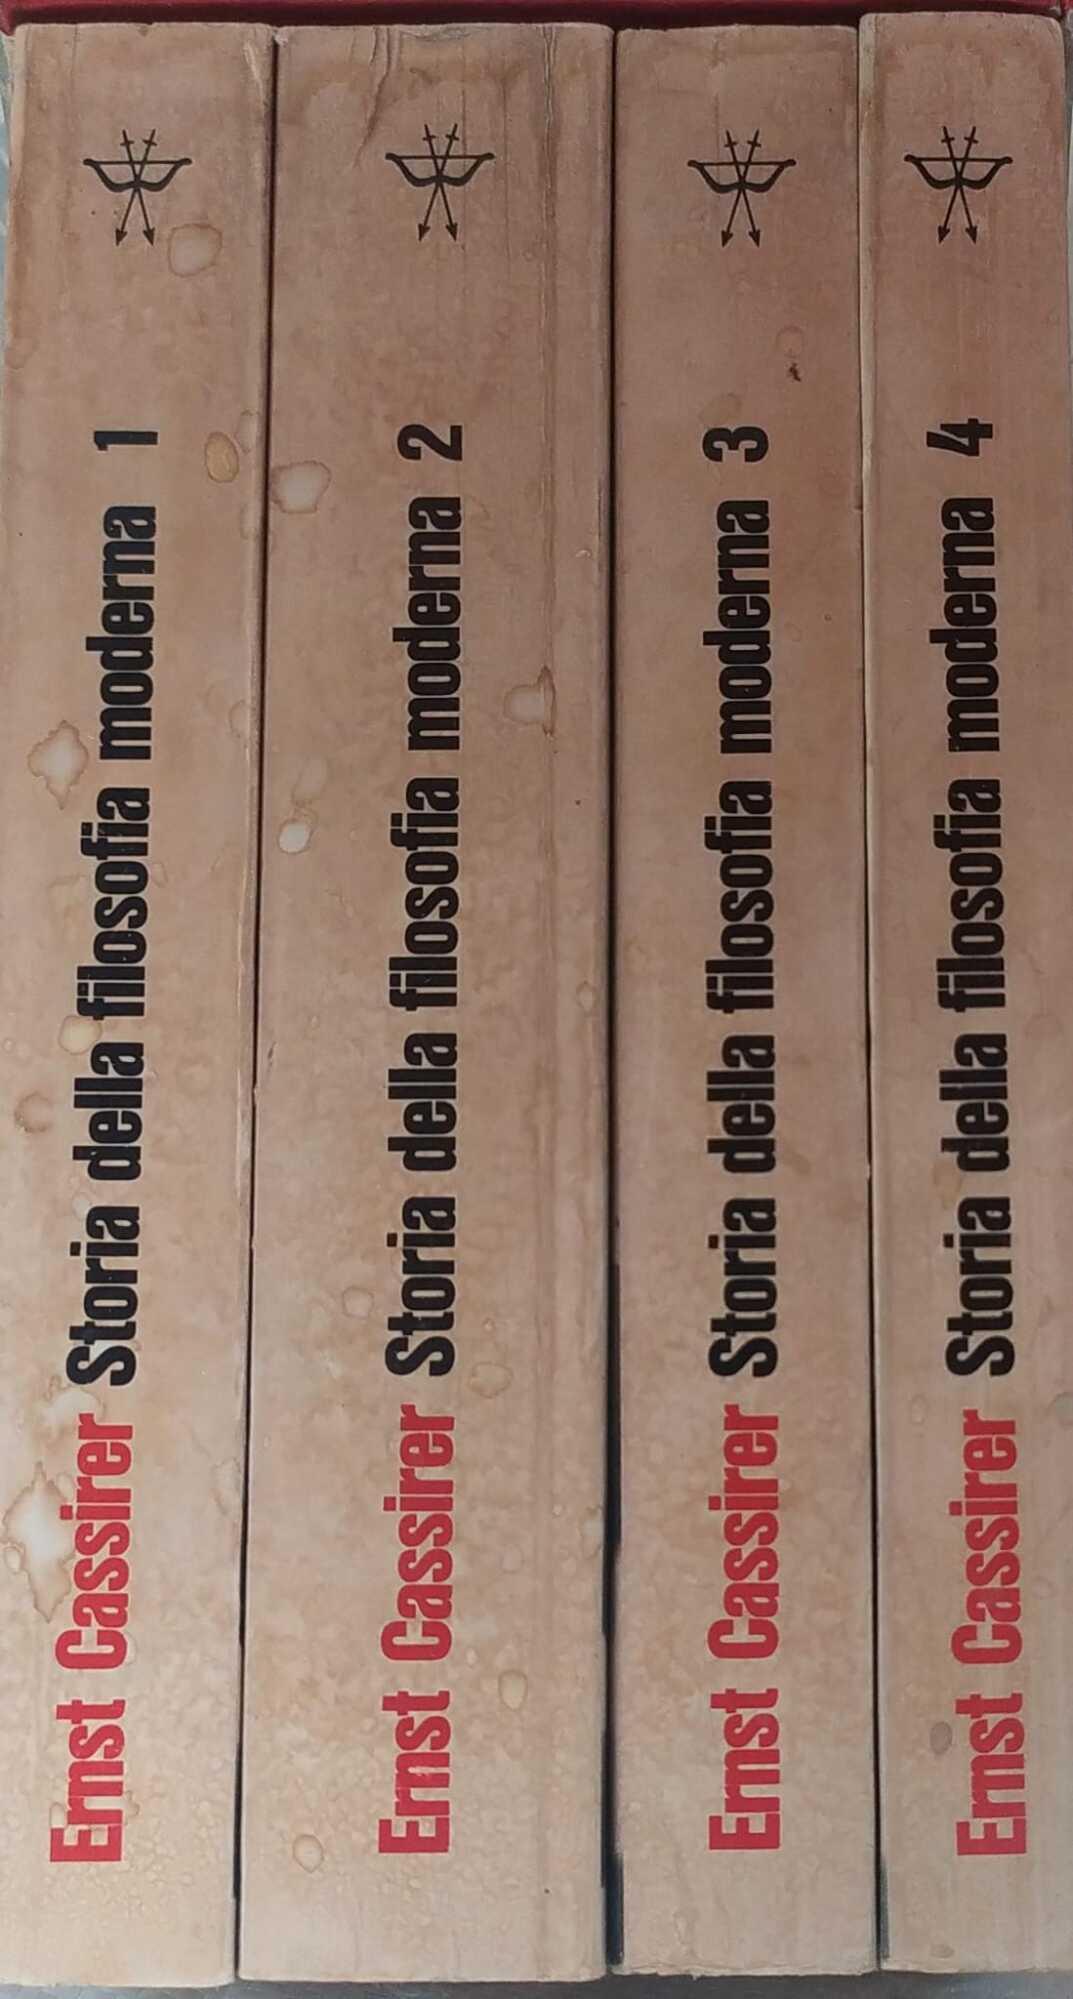 Ernst Cassirer Storia della filosofia moderna 1
Ernst Cassirer Storia della filosofia moderna 2
Ernst Cassirer Storia della filosofia moderna 3
Ernst Cassirer Storia della filosofia moderna 4